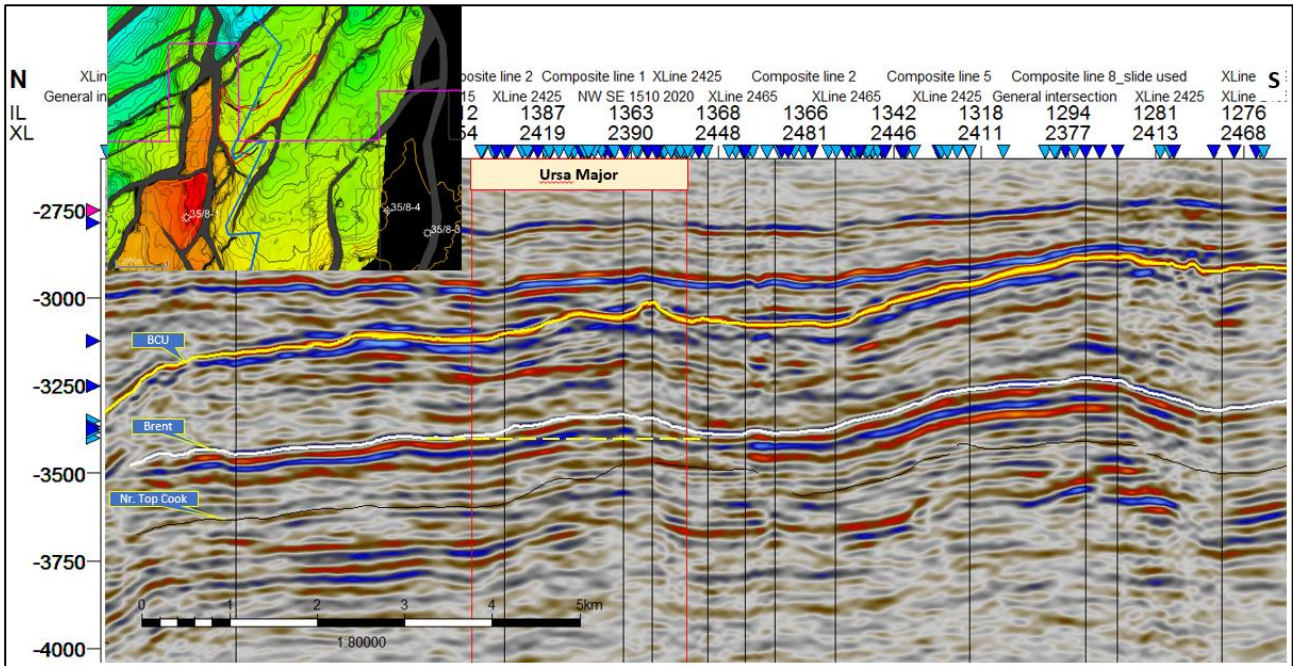 N
S
XLin
posite line 2 Composite line 1 XLine 2425 Composite line 2 Composite line 5 Composite line 8_slide used XLine
General in
15 XLine 2425 NW SE 1510 2020 XLine 2465 XLine 2465 XLine 2425 General intersection XLine 2425 XLine
IL 12 1387 1363 1368 1366 1342 1318 1294 1281 1276
XL 54 2419 2390 2448 2481 2446 2411 2377 2413 2468
Ursa Major
35/8-1
35/8-4
35/8-3
-2750
-3000
BCU
-3250
Brent
-3500
Nr. Top Cook
-3750
0 1 2 3 4 5km
1:80000
-4000